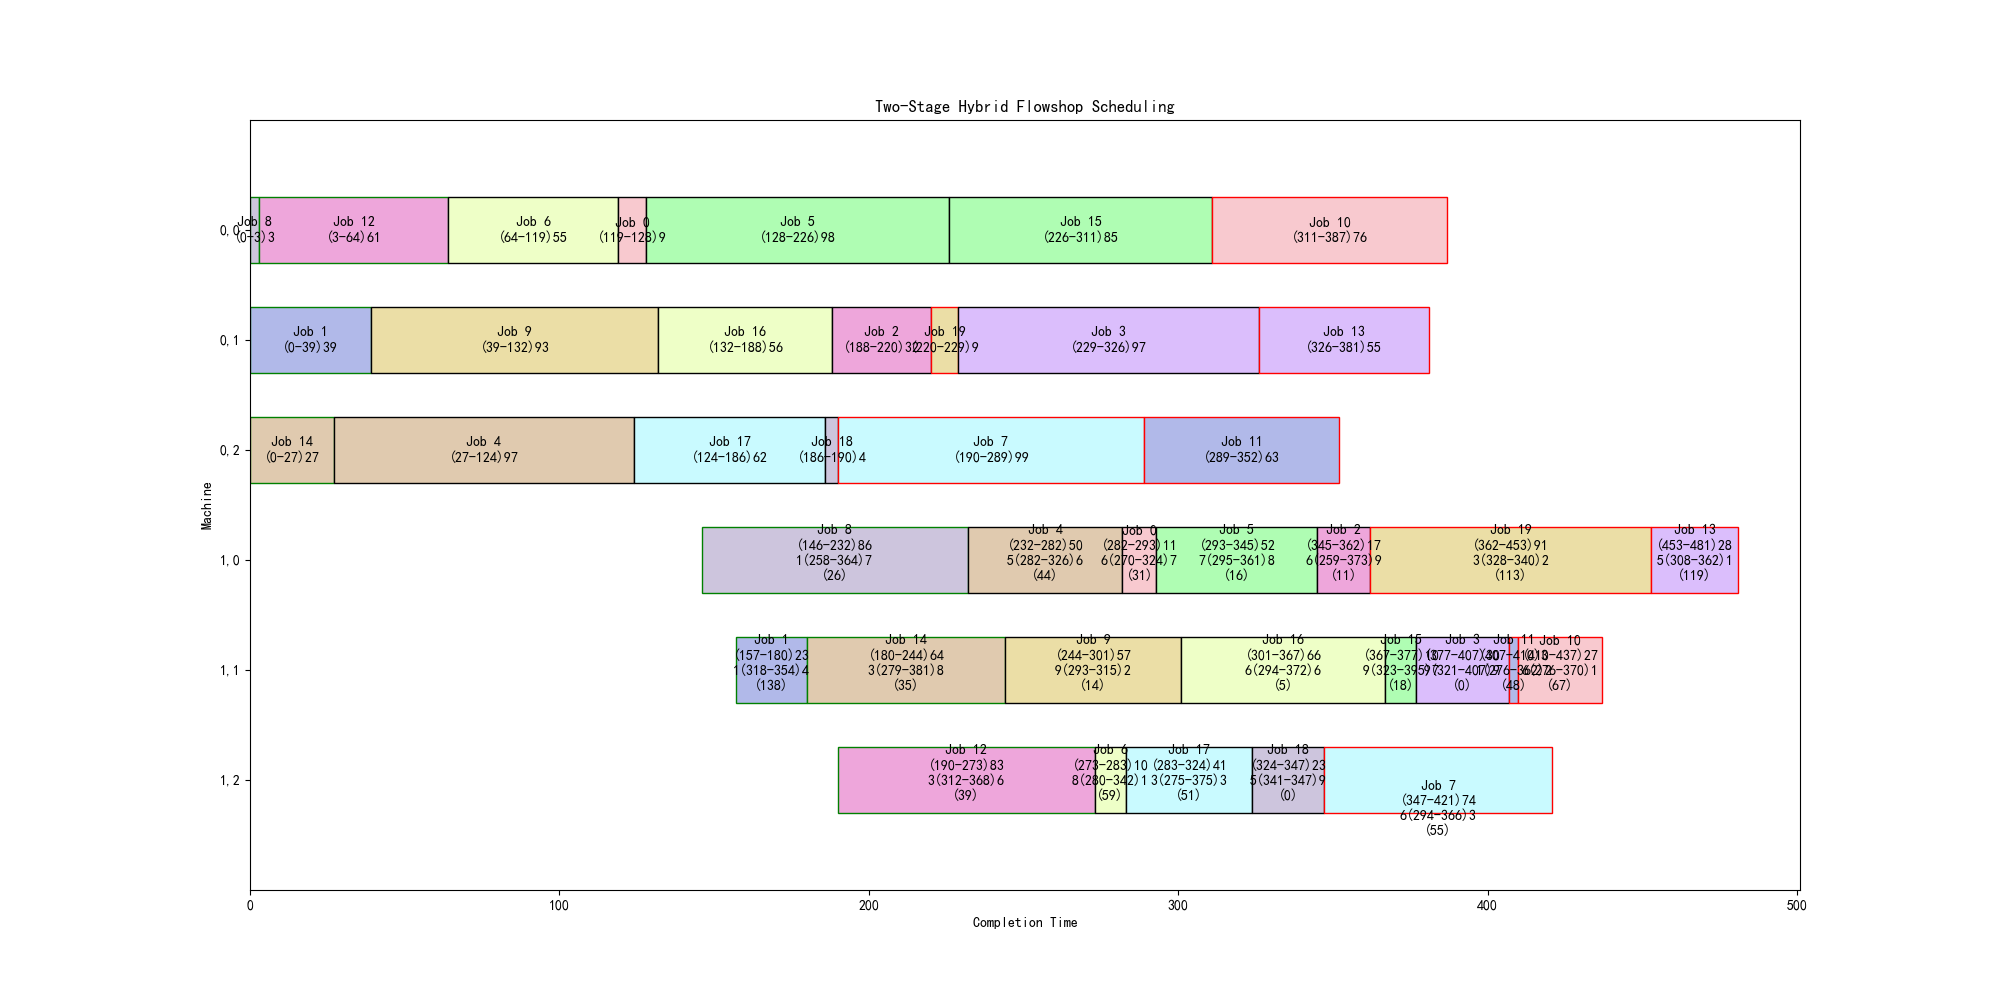 Two-Stage Hybrid Flowshop Scheduling
Machine
0,0
Job 8
(0-3)3
Job 12
(3-64)61
Job 6
(64-119)55
Job 0
(119-128)9
Job 5
(128-226)98
Job 15
(226-311)85
Job 10
(311-387)76
0,1
Job 1
(0-39)39
Job 9
(39-132)93
Job 16
(132-188)56
Job 2
(188-220)32
Job 19
(220-229)9
Job 3
(229-326)97
Job 13
(326-381)55
0,2
Job 14
(0-27)27
Job 4
(27-124)97
Job 17
(124-186)62
Job 18
(186-190)4
Job 7
(190-289)99
Job 11
(289-352)63
1,0
Job 8
(146-232)86
1(258-364)7
(26)
Job 4
(232-282)50
5(282-326)6
(44)
Job 0
(282-293)11
6(270-324)7
(31)
Job 5
(293-345)52
7(295-361)8
(16)
Job 2
(345-362)17
6(259-373)9
(11)
Job 19
(362-453)91
3(328-340)2
(113)
Job 13
(453-481)28
5(308-362)1
(119)
1,1
Job 1
(157-180)23
1(318-354)4
(138)
Job 14
(180-244)64
3(279-381)8
(35)
Job 9
(244-301)57
9(293-315)2
(14)
Job 16
(301-367)66
6(294-372)6
(5)
Job 15
(367-377)10
9(323-395)7
(18)
Job 3
(377-407)30
(0)
Job 11
(407-410)3
(48)
Job 10
(410-437)27
6(276-370)1
(67)
1,2
Job 12
(190-273)83
3(312-368)6
(39)
Job 6
(273-283)10
8(280-342)1
(59)
Job 17
(283-324)41
3(275-375)3
(51)
Job 18
(324-347)23
5(341-347)9
(0)
Job 7
(347-421)74
6(294-366)3
(55)
0
100
200
300
400
500
Completion Time